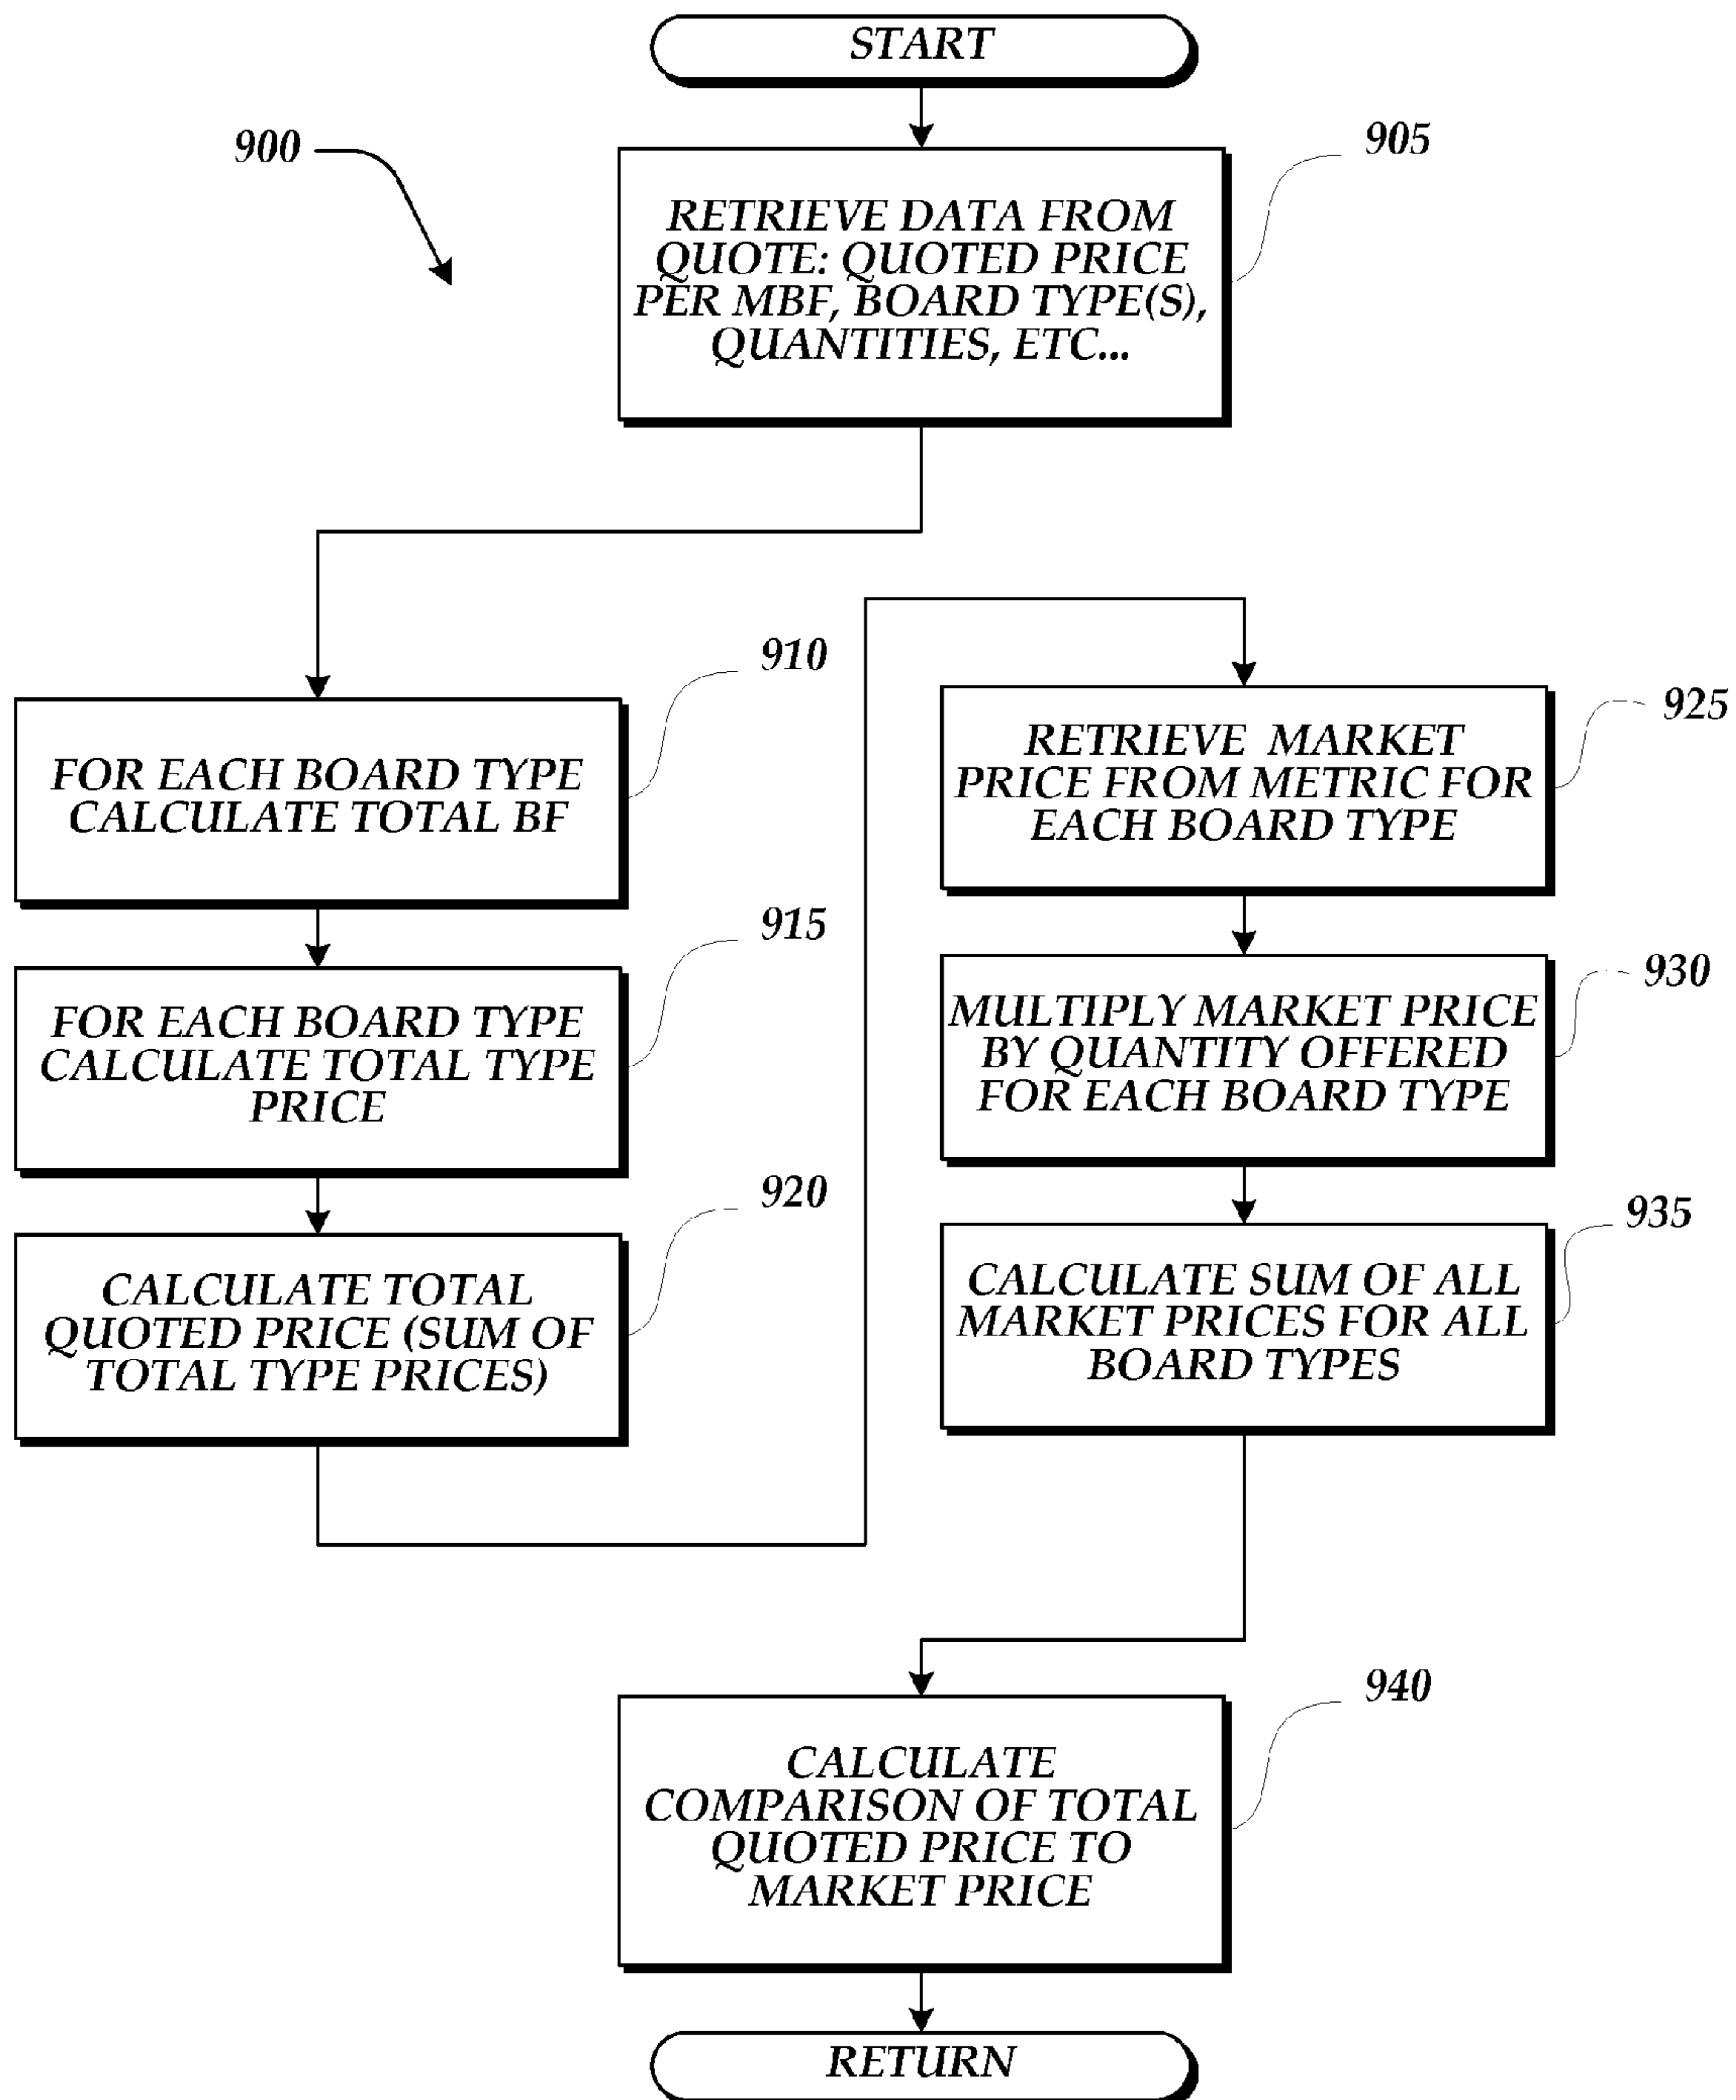 START
900
905
RETRIEVE DATA FROM
QUOTE: QUOTED PRICE
PER MBF, BOARD TYPE(S),
QUANTITIES, ETC...
910
FOR EACH BOARD TYPE
CALCULATE TOTAL BF
915
FOR EACH BOARD TYPE
CALCULATE TOTAL TYPE
PRICE
920
CALCULATE TOTAL
QUOTED PRICE (SUM OF
TOTAL TYPE PRICES)
925
RETRIEVE MARKET
PRICE FROM METRIC FOR
EACH BOARD TYPE
930
MULTIPLY MARKET PRICE
BY QUANTITY OFFERED
FOR EACH BOARD TYPE
935
CALCULATE SUM OF ALL
MARKET PRICES FOR ALL
BOARD TYPES
940
CALCULATE
COMPARISON OF TOTAL
QUOTED PRICE TO
MARKET PRICE
RETURN